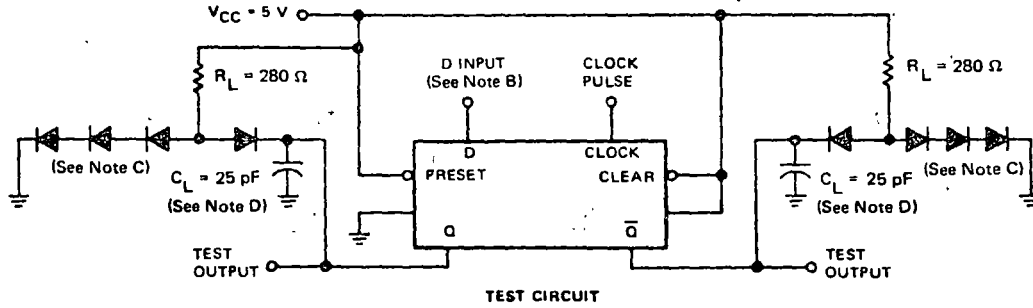 VCC = 5 V
RL = 280 Ω
D INPUT
(See Note B)
CLOCK
PULSE
RL = 280 Ω
(See Note C)
CL = 25 pF
(See Note D)
D
CLOCK
PRESET
CLEAR
Q
Q̅
CL = 25 pF
(See Note D)
(See Note C)
TEST
OUTPUT
TEST
OUTPUT
TEST CIRCUIT